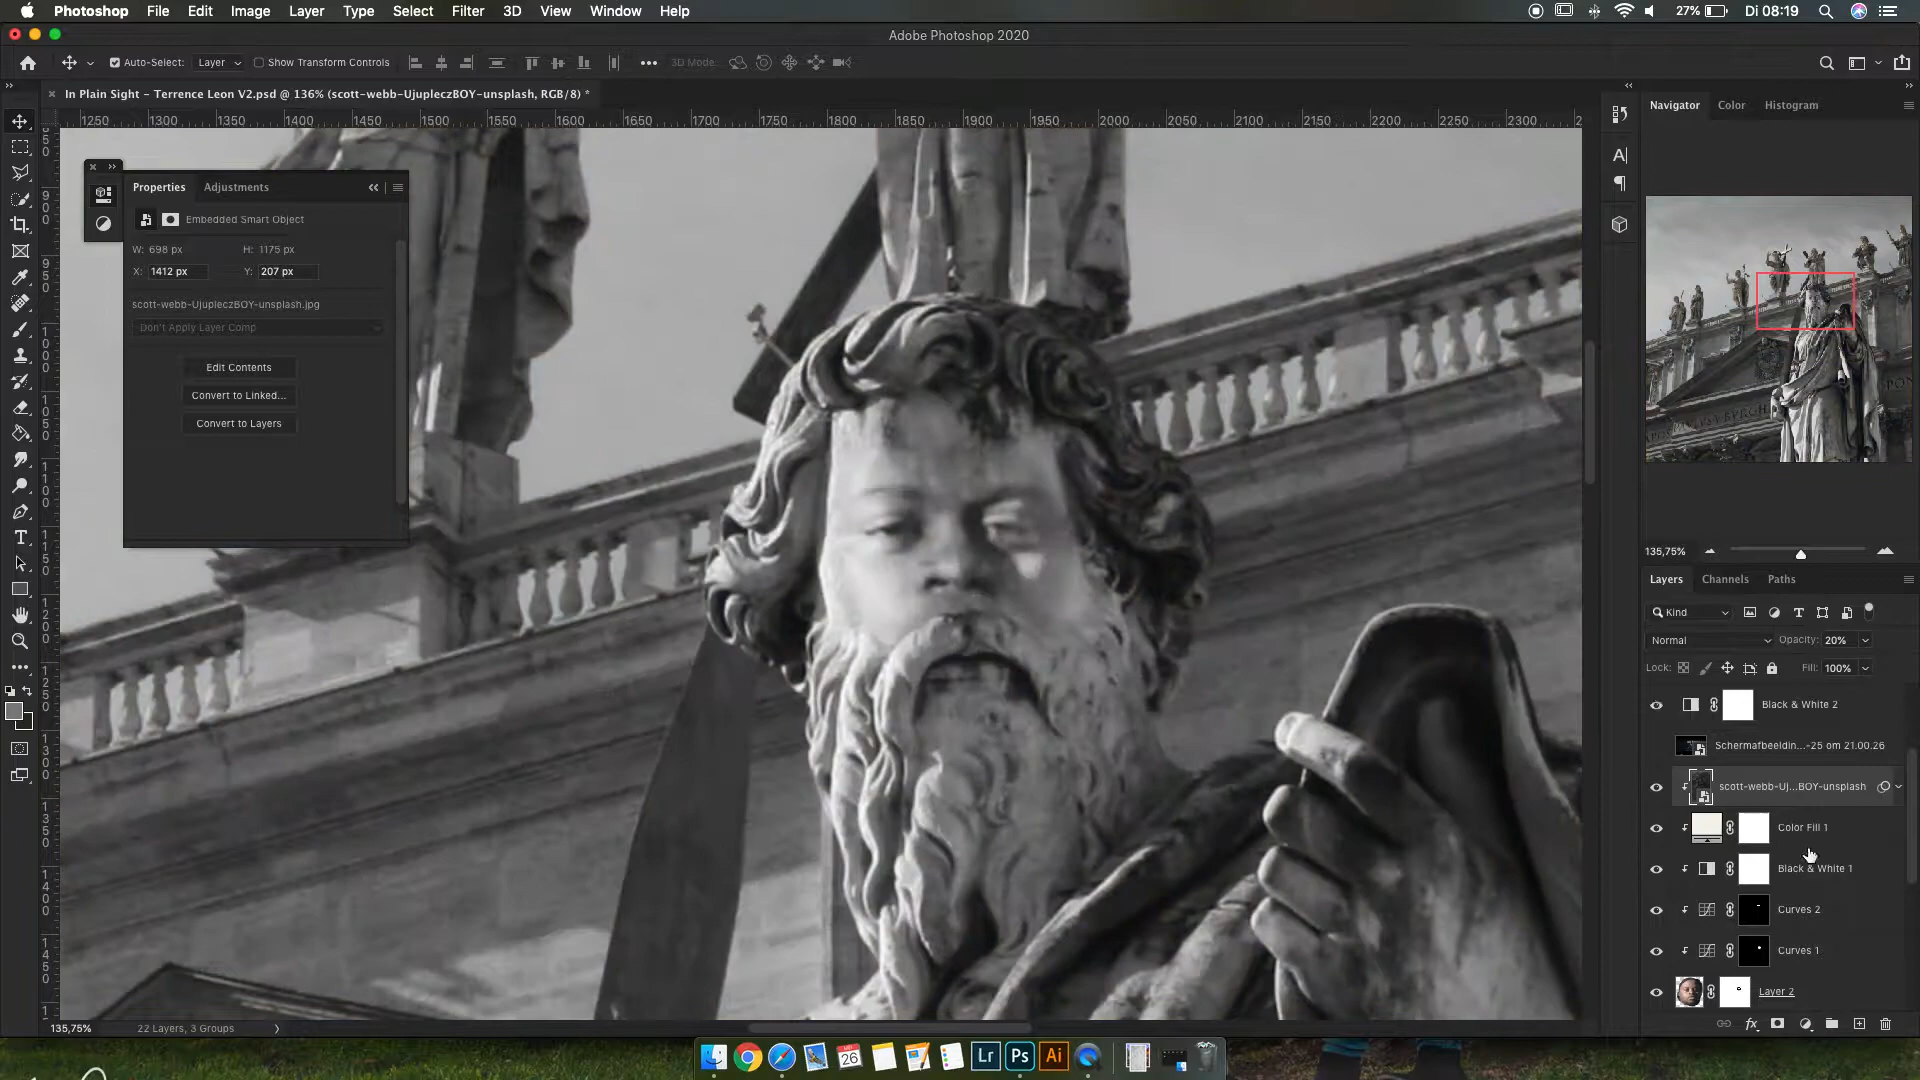 Photoshop File Edit Image Layer Type Select Filter 3D View Window Help
27% Di 08:19
Adobe Photoshop 2020
Auto-Select: Layer Show Transform Controls 3D Mode:
In Plain Sight - Terrence Leon V2.psd @ 136% (scott-webb-UjupleczBOY-unsplash, RGB/8) *
1250 1300 1350 1400 1450 1500 1550 1600 1650 1700 1750 1800 1850 1900 1950 2000 2050 2100 2150 2200 2250 2300 2
Navigator Color Histogram
Properties Adjustments
Embedded Smart Object
W: 698 px H: 1175 px
X: 1412 px Y: 207 px
scott-webb-UjupleczBOY-unsplash.jpg
Don't Apply Layer Comp
Edit Contents
Convert to Linked...
Convert to Layers
135,75%
Layers Channels Paths
Kind
Normal Opacity: 20%
Lock: Fill: 100%
Black & White 2
Schermafbeeldin...-25 om 21.00.26
scott-webb-Uj...BOY-unsplash
Color Fill 1
Black & White 1
Curves 2
Curves 1
Layer 2
fx
135,75% 22 Layers, 3 Groups
26
Lr Ps Ai